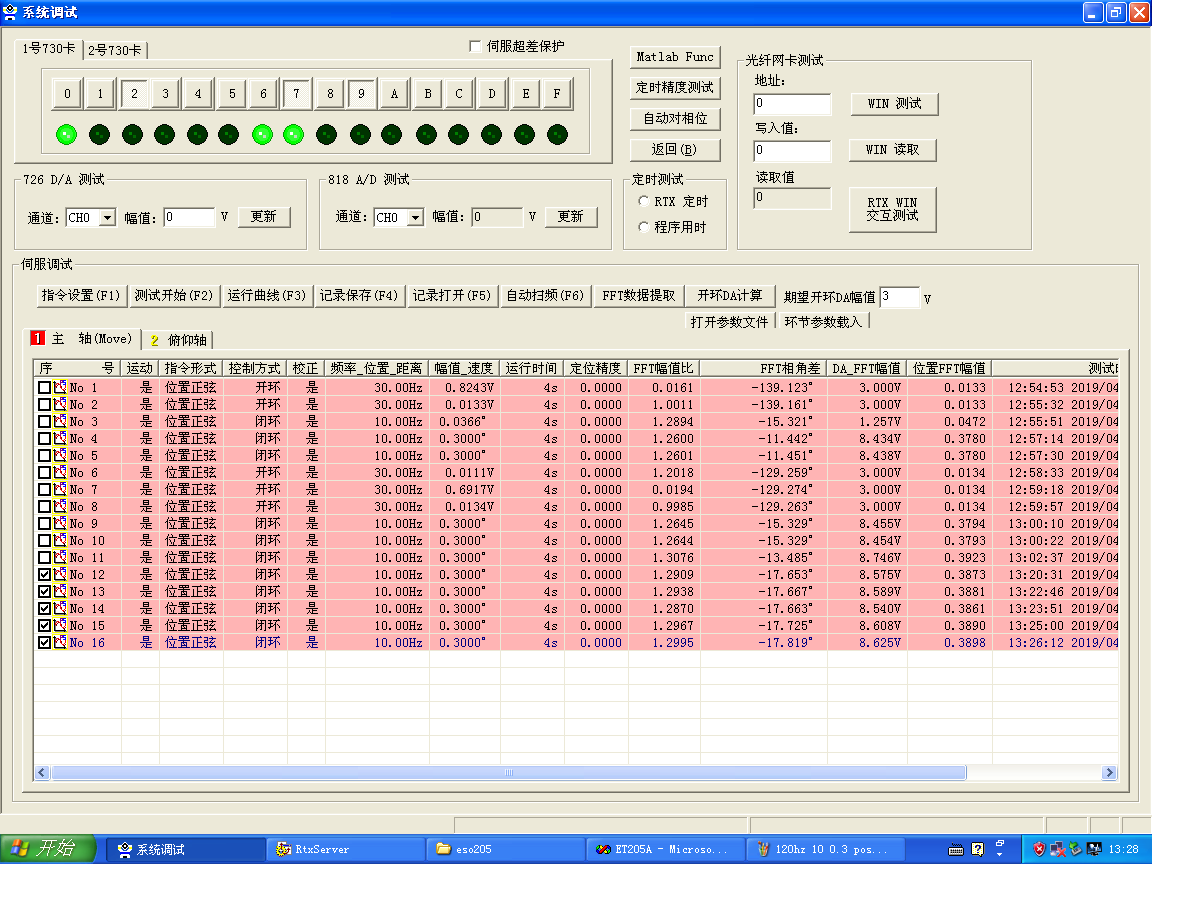 系统调试
1号730卡 2号730卡
伺服超差保护
0 1 2 3 4 5 6 7 8 9 A B C D E F
Matlab Func
定时精度测试
自动对相位
返回(B)
光纤网卡测试
地址:
0
WIN 测试
写入值:
0
WIN 读取
读取值
0
RTX WIN
交互测试
726 D/A 测试
通道: CH0 幅值: 0 V 更新
818 A/D 测试
通道: CH0 幅值: 0 V 更新
定时测试
RTX 定时
程序用时
伺服调试
指令设置(F1) 测试开始(F2) 运行曲线(F3) 记录保存(F4) 记录打开(F5) 自动扫频(F6) FFT数据提取 开环DA计算 期望开环DA幅值 3 V
打开参数文件 环节参数载入
1 主 轴(Move) 2 俯仰轴
序 号 运动 指令形式 控制方式 校正 频率_位置_距离 幅值_速度 运行时间 定位精度 FFT幅值比 FFT相角差 DA_FFT幅值 位置FFT幅值 测试
No 1 是 位置正弦 开环 是 30.00Hz 0.8243V 4s 0.0000 0.0161 -139.123° 3.000V 0.0133 12:54:53 2019/04
No 2 是 位置正弦 开环 是 30.00Hz 0.0133V 4s 0.0000 1.0011 -139.161° 3.000V 0.0133 12:55:32 2019/04
No 3 是 位置正弦 闭环 是 10.00Hz 0.0366° 4s 0.0000 1.2894 -15.321° 1.257V 0.0472 12:55:51 2019/04
No 4 是 位置正弦 闭环 是 10.00Hz 0.3000° 4s 0.0000 1.2600 -11.442° 8.434V 0.3780 12:57:14 2019/04
No 5 是 位置正弦 闭环 是 10.00Hz 0.3000° 4s 0.0000 1.2601 -11.451° 8.438V 0.3780 12:57:30 2019/04
No 6 是 位置正弦 开环 是 30.00Hz 0.0111V 4s 0.0000 1.2018 -129.259° 3.000V 0.0134 12:58:33 2019/04
No 7 是 位置正弦 开环 是 30.00Hz 0.6917V 4s 0.0000 0.0194 -129.274° 3.000V 0.0134 12:59:18 2019/04
No 8 是 位置正弦 开环 是 30.00Hz 0.0134V 4s 0.0000 0.9985 -129.263° 3.000V 0.0134 12:59:57 2019/04
No 9 是 位置正弦 闭环 是 10.00Hz 0.3000° 4s 0.0000 1.2645 -15.329° 8.455V 0.3794 13:00:10 2019/04
No 10 是 位置正弦 闭环 是 10.00Hz 0.3000° 4s 0.0000 1.2644 -15.329° 8.454V 0.3793 13:00:22 2019/04
No 11 是 位置正弦 闭环 是 10.00Hz 0.3000° 4s 0.0000 1.3076 -13.485° 8.746V 0.3923 13:02:37 2019/04
No 12 是 位置正弦 闭环 是 10.00Hz 0.3000° 4s 0.0000 1.2909 -17.653° 8.575V 0.3873 13:20:31 2019/04
No 13 是 位置正弦 闭环 是 10.00Hz 0.3000° 4s 0.0000 1.2938 -17.667° 8.589V 0.3881 13:22:46 2019/04
No 14 是 位置正弦 闭环 是 10.00Hz 0.3000° 4s 0.0000 1.2870 -17.663° 8.540V 0.3861 13:23:51 2019/04
No 15 是 位置正弦 闭环 是 10.00Hz 0.3000° 4s 0.0000 1.2967 -17.725° 8.608V 0.3890 13:25:00 2019/04
No 16 是 位置正弦 闭环 是 10.00Hz 0.3000° 4s 0.0000 1.2995 -17.819° 8.625V 0.3898 13:26:12 2019/04
开始 系统调试 RtxServer eso205 ET205A - Microso... 120hz 10 0.3 pos... 13:28